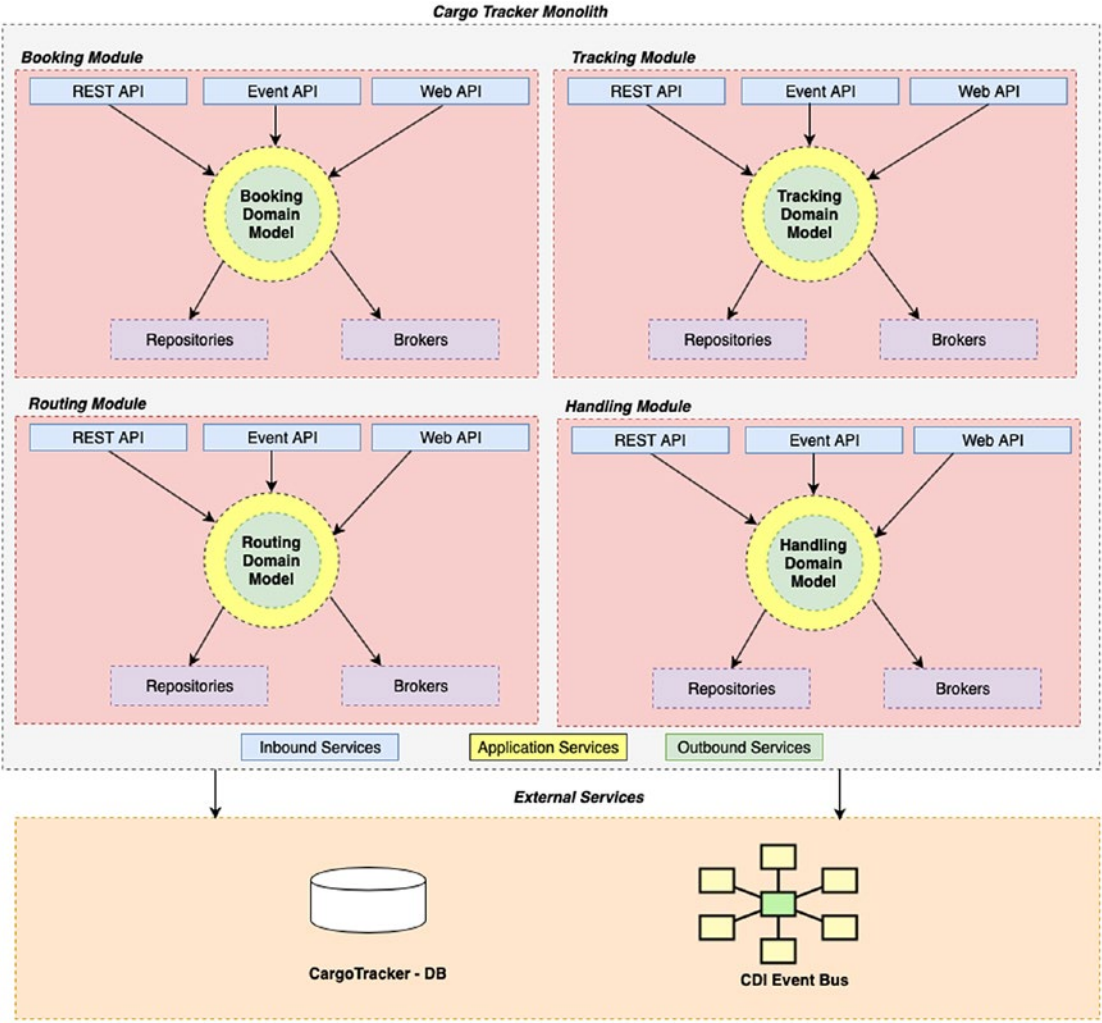 Cargo Tracker Monolith
Booking Module
Tracking Module
REST API
Event API
Web API
REST API
Event API
Web API
Booking
Domain
Model
Tracking
Domain
Model
Repositories
Brokers
Repositories
Brokers
Routing Module
Handling Module
REST API
Event API
Web API
REST API
Event API
Web API
Routing
Domain
Model
Handling
Domain
Model
Repositories
Brokers
Repositories
Brokers
Inbound Services
Application Services
Outbound Services
External Services
CargoTracker - DB
CDI Event Bus